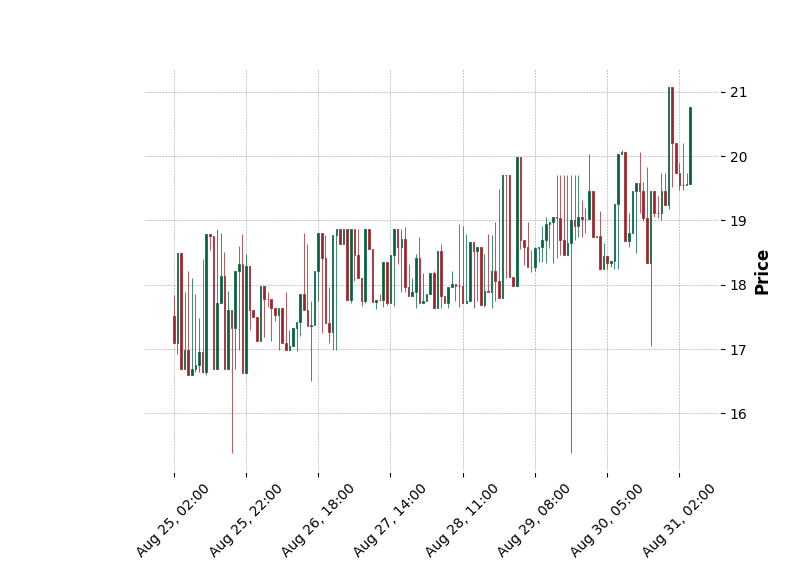 21
20
19
18
17
16
Price
Aug 25, 02:00
Aug 25, 22:00
Aug 26, 18:00
Aug 27, 14:00
Aug 28, 11:00
Aug 29, 08:00
Aug 30, 05:00
Aug 31, 02:00